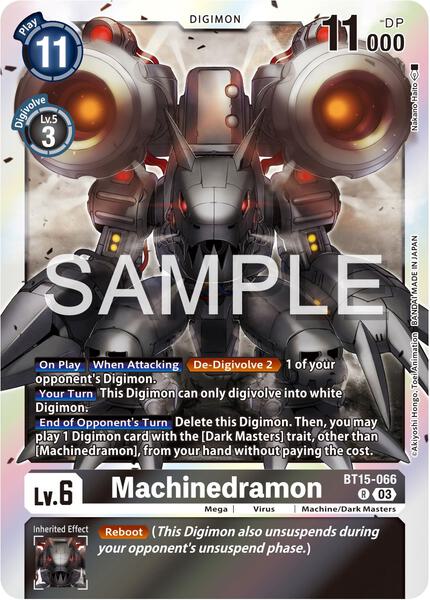 Play
11
DIGIMON
11000
-DP
Digivolve
Lv.5
3
Nakano Haito
SAMPLE
©Akiyoshi Hongo, Toei Animation BANDAI MADE IN JAPAN
On Play When Attacking De-Digivolve 2 1 of your
opponent's Digimon.
Your Turn This Digimon can only digivolve into white
Digimon.
End of Opponent's Turn Delete this Digimon. Then, you may
play 1 Digimon card with the [Dark Masters] trait, other than
[Machinedramon], from your hand without paying the cost.
Lv.6
Machinedramon
BT15-066
R 03
Mega | Virus | Machine/Dark Masters
Inherited Effect
Reboot (This Digimon also unsuspends during
your opponent's unsuspend phase.)